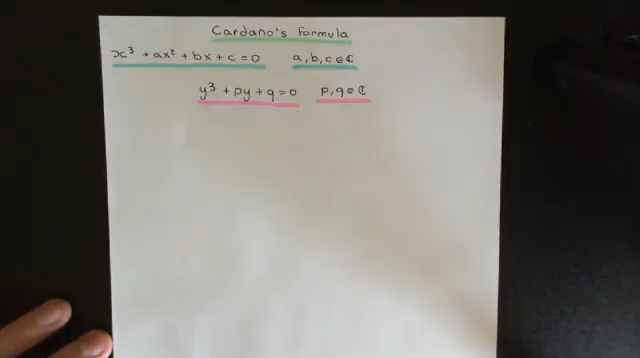 Cardano's Formula
x³ + ax² + bx + c = 0 a, b, c ∈ ℂ
y³ + py + q = 0 p, q ∈ ℂ